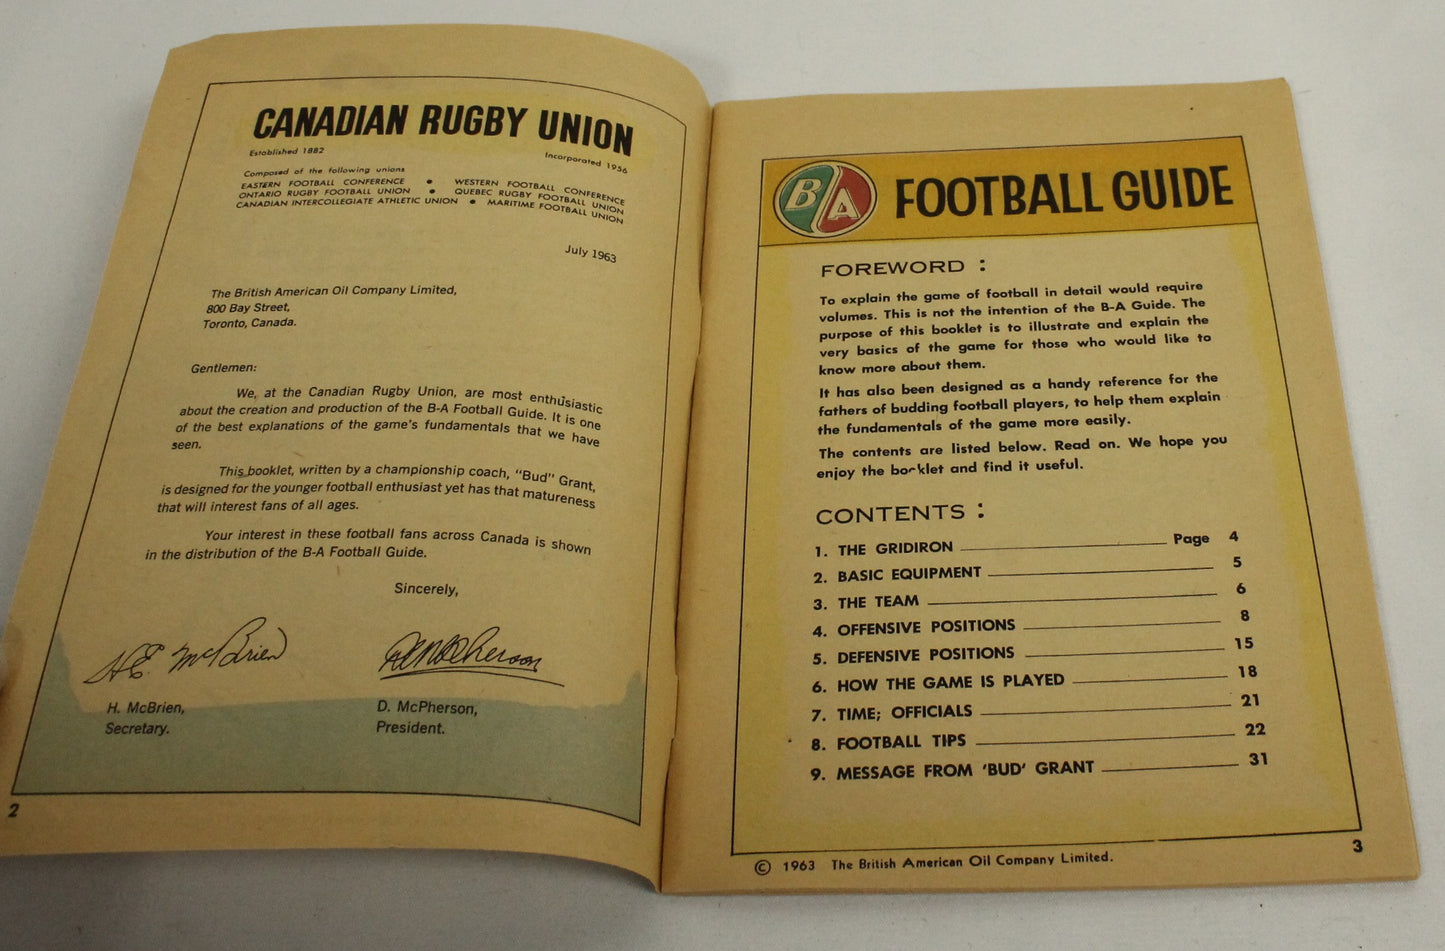 CANADIAN RUGBY UNION
Established 1882 Incorporated 1956
Composed of the following unions
EASTERN FOOTBALL CONFERENCE • WESTERN FOOTBALL CONFERENCE
ONTARIO RUGBY FOOTBALL UNION • QUEBEC RUGBY FOOTBALL UNION
CANADIAN INTERCOLLEGIATE ATHLETIC UNION • MARITIME FOOTBALL UNION
July 1963
The British American Oil Company Limited,
800 Bay Street,
Toronto, Canada.
Gentlemen:
We, at the Canadian Rugby Union, are most enthusiastic
about the creation and production of the B-A Football Guide. It is one
of the best explanations of the game's fundamentals that we have
seen.
This booklet, written by a championship coach, "Bud" Grant,
is designed for the younger football enthusiast yet has that matureness
that will interest fans of all ages.
Your interest in these football fans across Canada is shown
in the distribution of the B-A Football Guide.
Sincerely,
H. McBrien,
Secretary.
D. McPherson,
President.
2
B/A FOOTBALL GUIDE
FOREWORD :
To explain the game of football in detail would require
volumes. This is not the intention of the B-A Guide. The
purpose of this booklet is to illustrate and explain the
very basics of the game for those who would like to
know more about them.
It has also been designed as a handy reference for the
fathers of budding football players, to help them explain
the fundamentals of the game more easily.
The contents are listed below. Read on. We hope you
enjoy the booklet and find it useful.
CONTENTS :
1. THE GRIDIRON Page 4
2. BASIC EQUIPMENT 5
3. THE TEAM 6
4. OFFENSIVE POSITIONS 8
5. DEFENSIVE POSITIONS 15
6. HOW THE GAME IS PLAYED 18
7. TIME; OFFICIALS 21
8. FOOTBALL TIPS 22
9. MESSAGE FROM 'BUD' GRANT 31
© 1963 The British American Oil Company Limited.
3